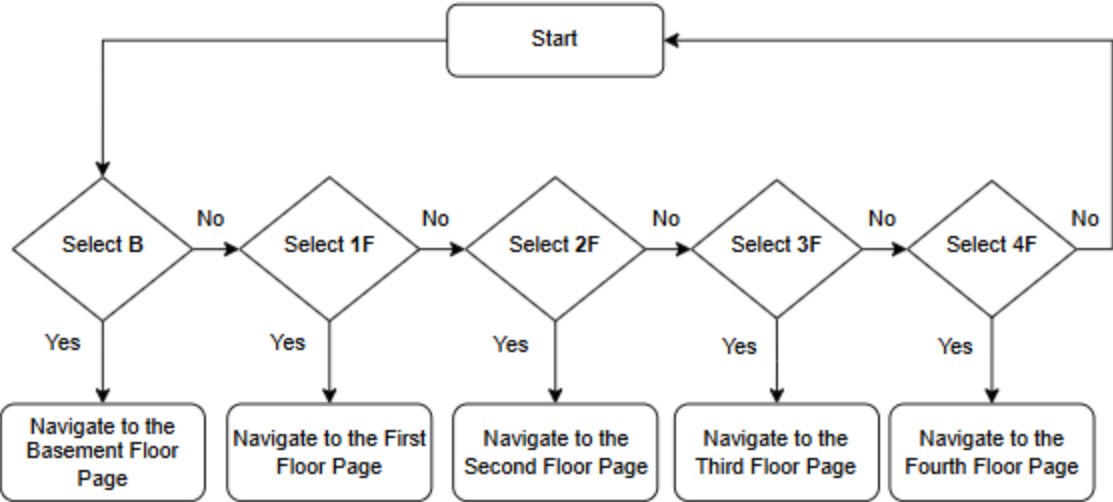 Start
No
No
No
No
No
Select B
Select 1F
Select 2F
Select 3F
Select 4F
Yes
Yes
Yes
Yes
Yes
Navigate to the
Basement Floor
Page
Navigate to the First
Floor Page
Navigate to the
Second Floor Page
Navigate to the
Third Floor Page
Navigate to the
Fourth Floor Page